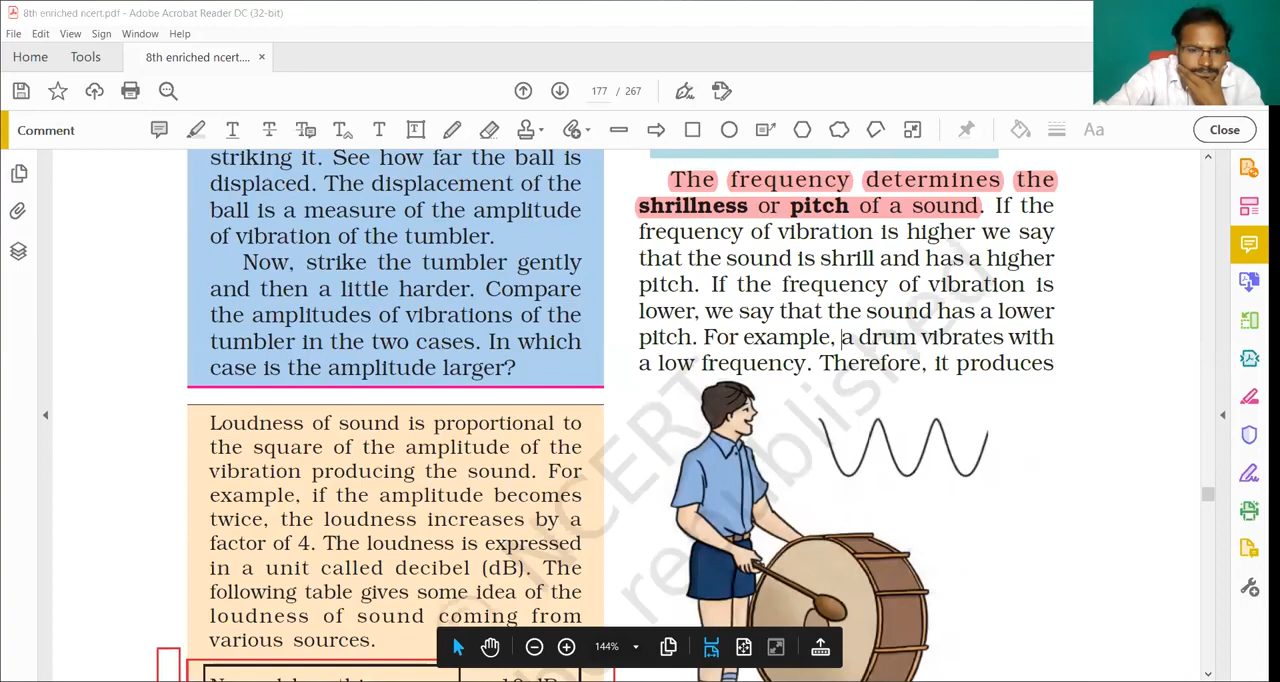 8th enriched ncert.pdf - Adobe Acrobat Reader DC (32-bit)
File Edit View Sign Window Help
Home Tools 8th enriched ncert.... ×
177 / 267
Comment
Close
striking it. See how far the ball is
displaced. The displacement of the
ball is a measure of the amplitude
of vibration of the tumbler.
Now, strike the tumbler gently
and then a little harder. Compare
the amplitudes of vibrations of the
tumbler in the two cases. In which
case is the amplitude larger?
Loudness of sound is proportional to
the square of the amplitude of the
vibration producing the sound. For
example, if the amplitude becomes
twice, the loudness increases by a
factor of 4. The loudness is expressed
in a unit called decibel (dB). The
following table gives some idea of the
loudness of sound coming from
various sources.
The frequency determines the
shrillness or pitch of a sound. If the
frequency of vibration is higher we say
that the sound is shrill and has a higher
pitch. If the frequency of vibration is
lower, we say that the sound has a lower
pitch. For example, a drum vibrates with
a low frequency. Therefore, it produces
© NCERT
republished
144%